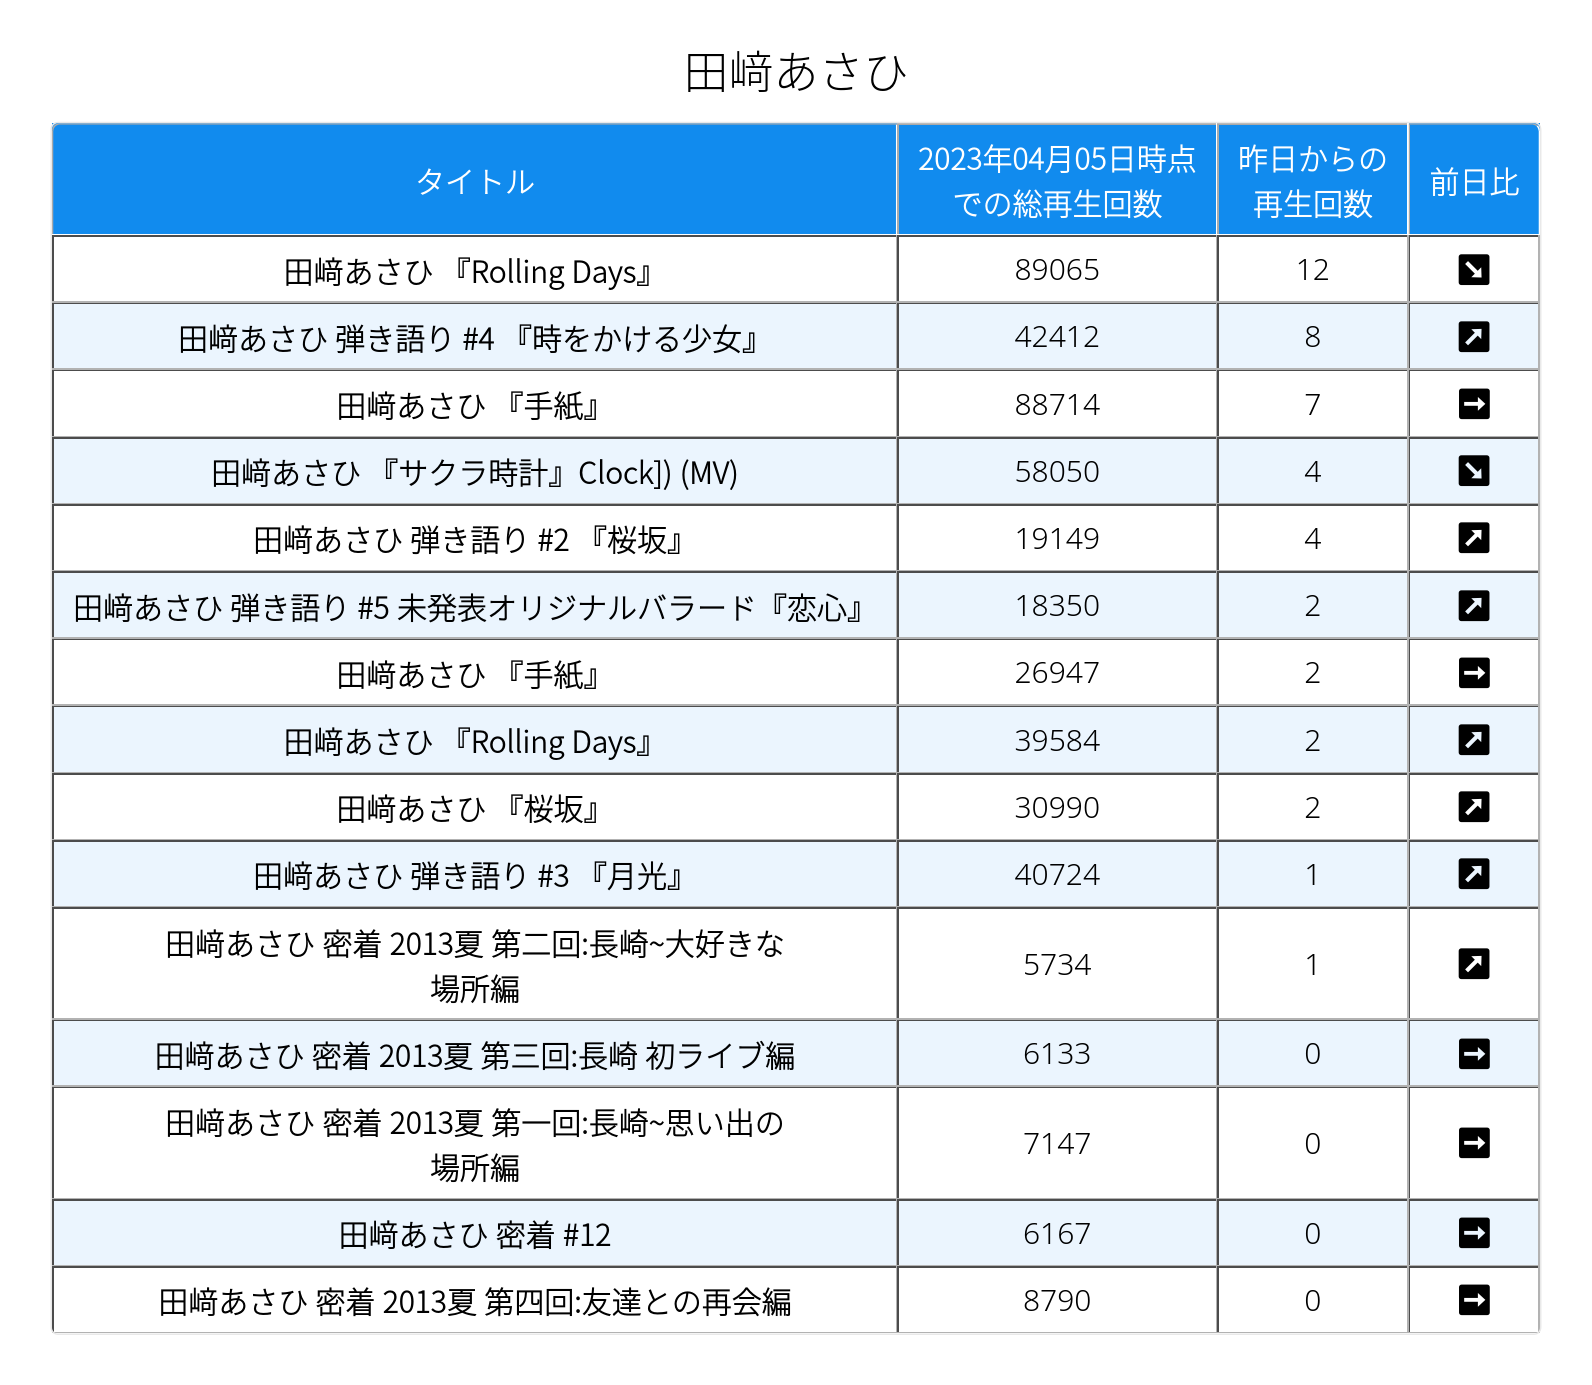 田﨑あさひ
タイトル
2023年04月05日時点
での総再生回数
昨日からの
再生回数
前日比
田﨑あさひ 『Rolling Days』 89065 12
田﨑あさひ 弾き語り #4 『時をかける少女』 42412 8
田﨑あさひ 『手紙』 88714 7
田﨑あさひ 『サクラ時計』Clock]) (MV) 58050 4
田﨑あさひ 弾き語り #2 『桜坂』 19149 4
田﨑あさひ 弾き語り #5 未発表オリジナルバラード『恋心』 18350 2
田﨑あさひ 『手紙』 26947 2
田﨑あさひ 『Rolling Days』 39584 2
田﨑あさひ 『桜坂』 30990 2
田﨑あさひ 弾き語り #3 『月光』 40724 1
田﨑あさひ 密着 2013夏 第二回:長崎~大好きな
場所編 5734 1
田﨑あさひ 密着 2013夏 第三回:長崎 初ライブ編 6133 0
田﨑あさひ 密着 2013夏 第一回:長崎~思い出の
場所編 7147 0
田﨑あさひ 密着 #12 6167 0
田﨑あさひ 密着 2013夏 第四回:友達との再会編 8790 0